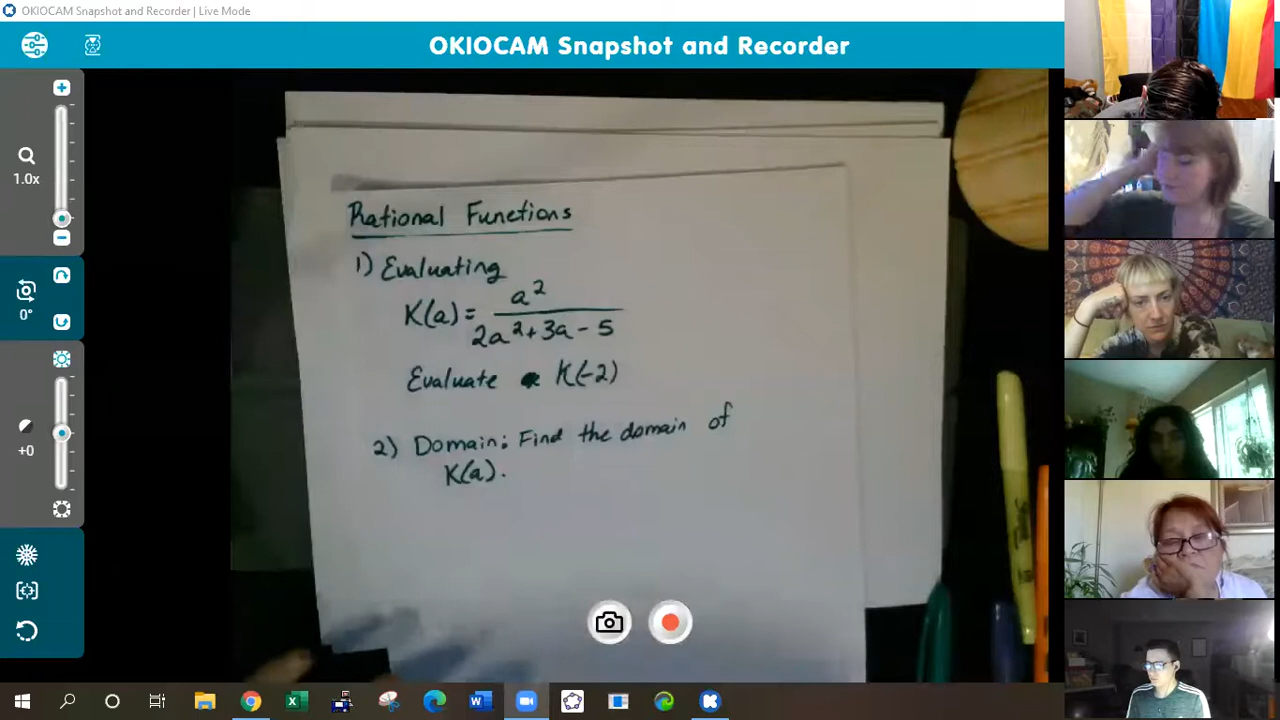 OKIOCAM Snapshot and Recorder | Live Mode
OKIOCAM Snapshot and Recorder
1.0x
0°
+0
Rational Functions
1) Evaluating
K(a) = a²
2a² + 3a - 5
Evaluate K(-2)
2) Domain: Find the domain of
K(a).